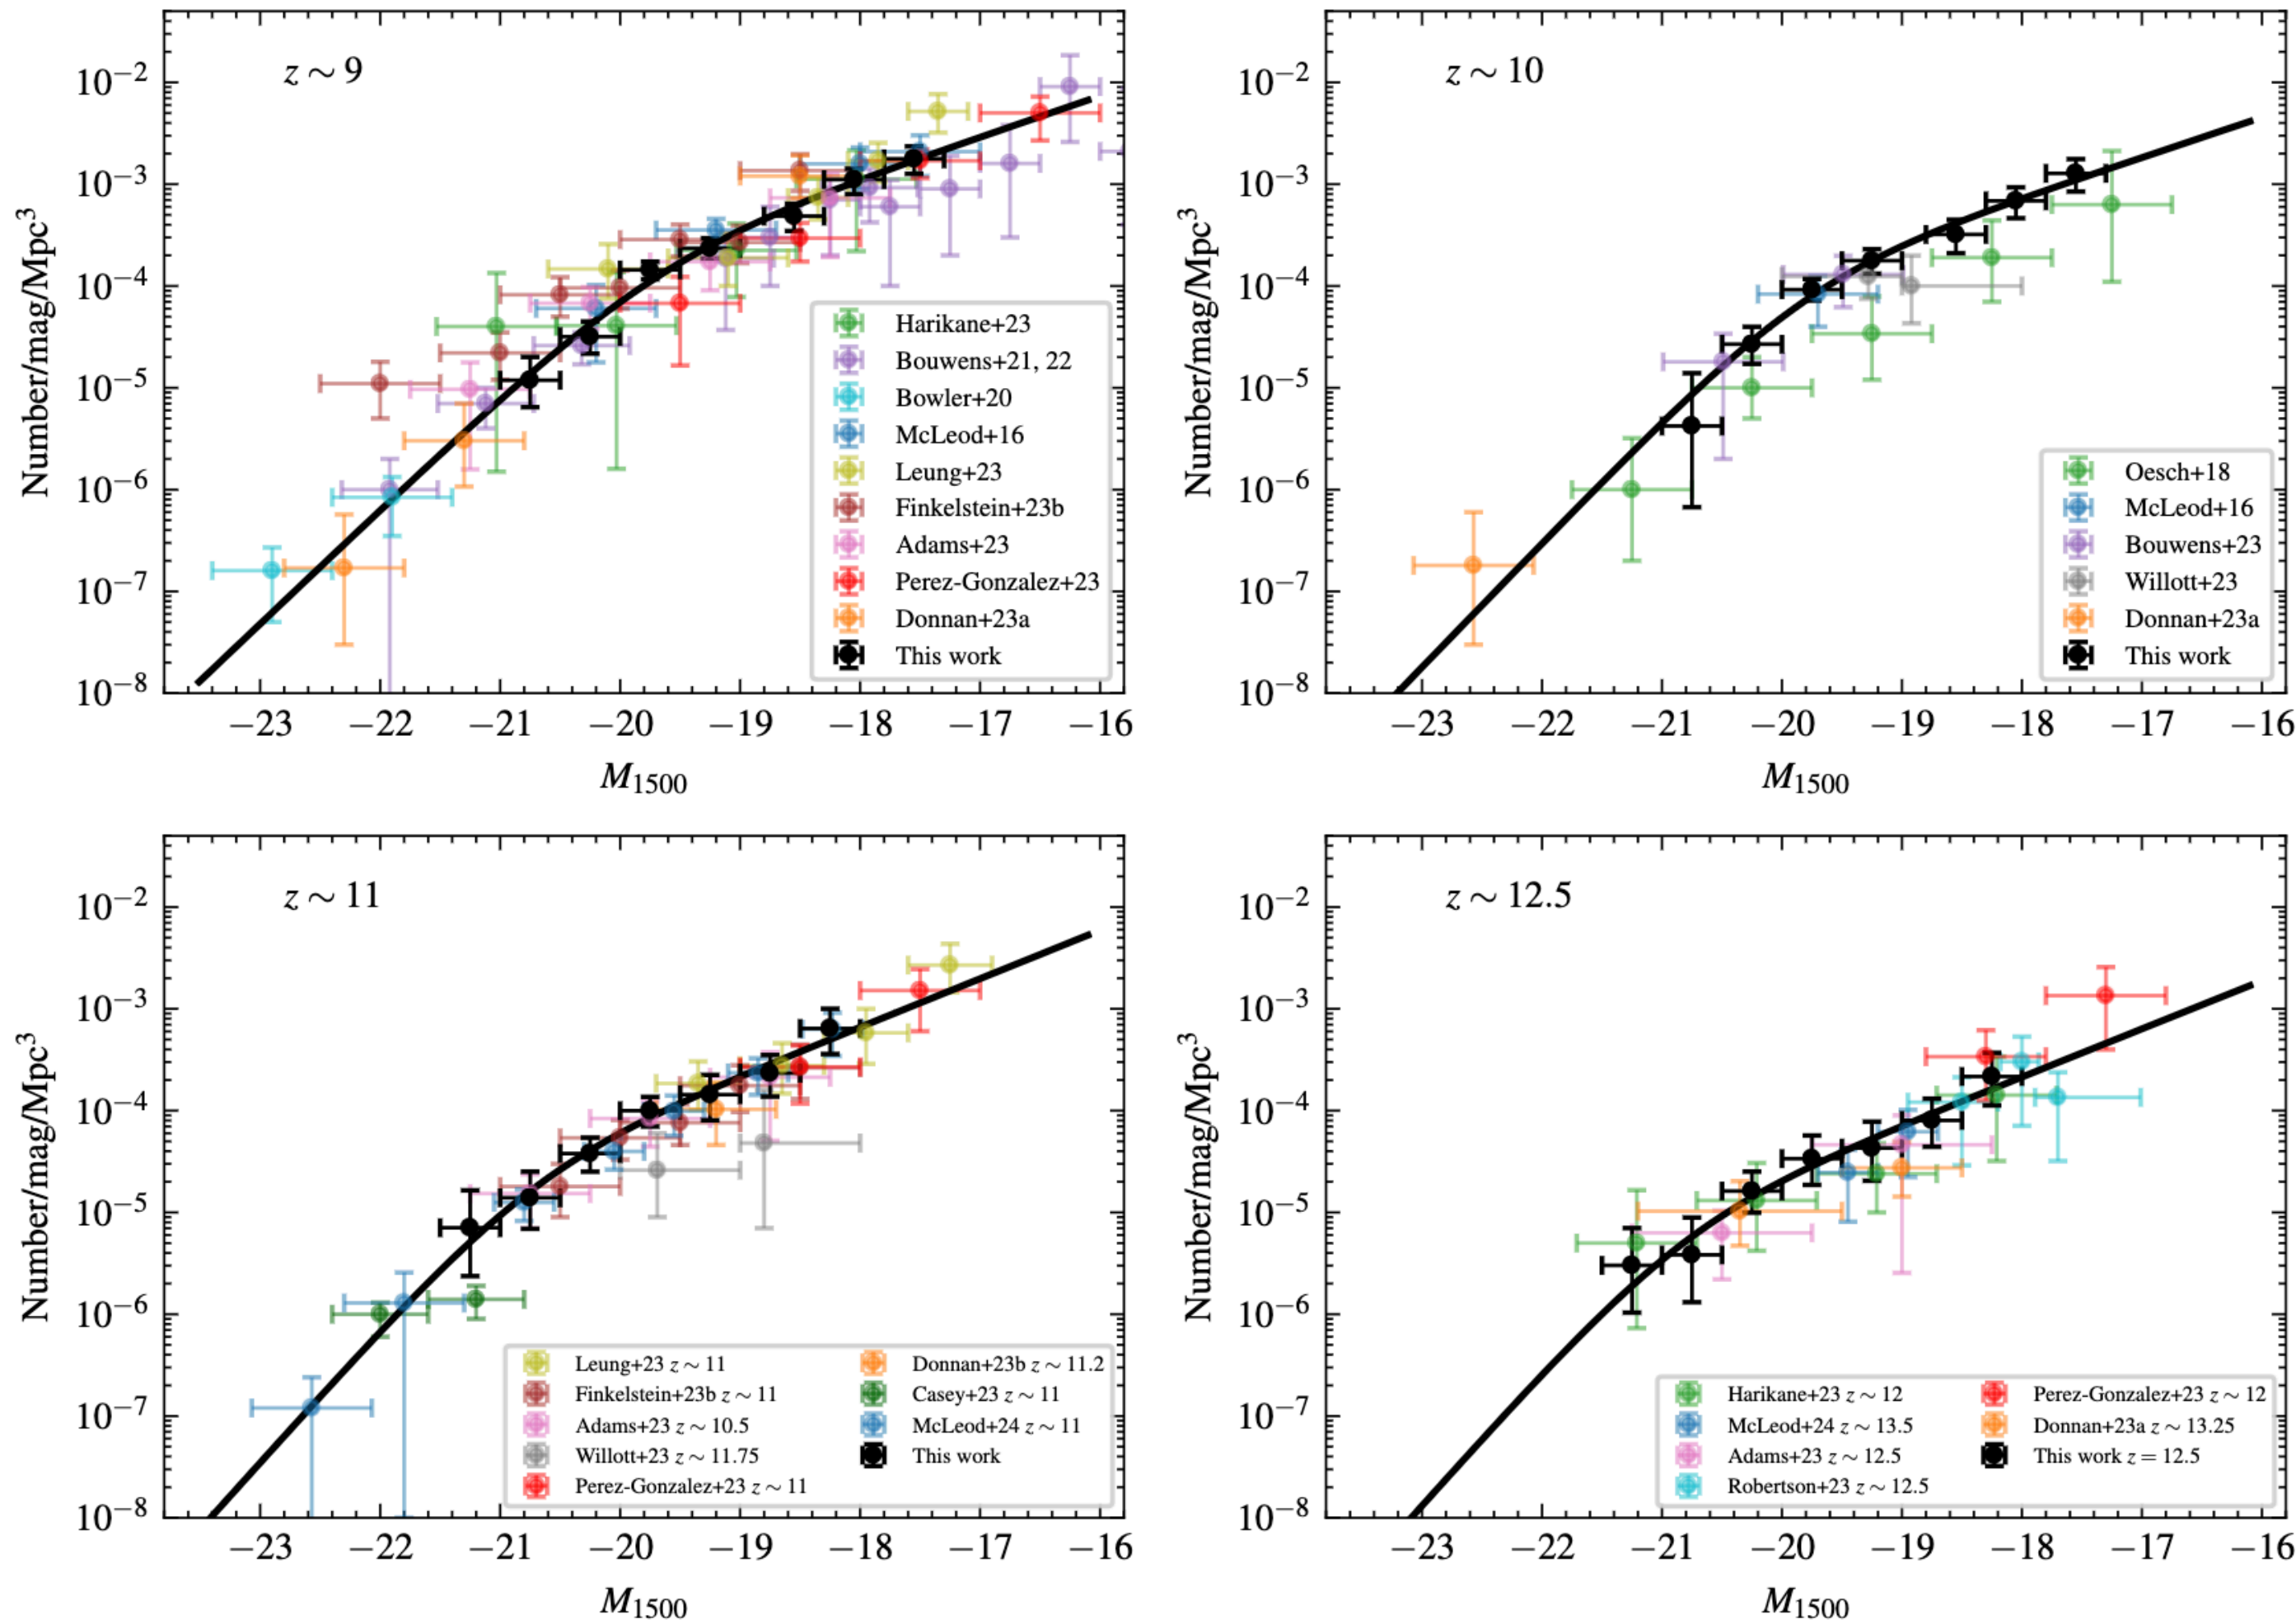 z ∼ 9
10⁻²
10⁻³
10⁻⁴
10⁻⁵
10⁻⁶
10⁻⁷
10⁻⁸
Number/mag/Mpc³
Harikane+23
Bouwens+21, 22
Bowler+20
McLeod+16
Leung+23
Finkelstein+23b
Adams+23
Perez-Gonzalez+23
Donnan+23a
This work
−23 −22 −21 −20 −19 −18 −17 −16
M₁₅₀₀
z ∼ 10
10⁻²
10⁻³
10⁻⁴
10⁻⁵
10⁻⁶
10⁻⁷
10⁻⁸
Number/mag/Mpc³
Oesch+18
McLeod+16
Bouwens+23
Willott+23
Donnan+23a
This work
−23 −22 −21 −20 −19 −18 −17 −16
M₁₅₀₀
z ∼ 11
10⁻²
10⁻³
10⁻⁴
10⁻⁵
10⁻⁶
10⁻⁷
10⁻⁸
Number/mag/Mpc³
Leung+23 z ∼ 11
Finkelstein+23b z ∼ 11
Adams+23 z ∼ 10.5
Willott+23 z ∼ 11.75
Perez-Gonzalez+23 z ∼ 11
Donnan+23b z ∼ 11.2
Casey+23 z ∼ 11
McLeod+24 z ∼ 11
This work
−23 −22 −21 −20 −19 −18 −17 −16
M₁₅₀₀
z ∼ 12.5
10⁻²
10⁻³
10⁻⁴
10⁻⁵
10⁻⁶
10⁻⁷
10⁻⁸
Number/mag/Mpc³
Harikane+23 z ∼ 12
McLeod+24 z ∼ 13.5
Adams+23 z ∼ 12.5
Robertson+23 z ∼ 12.5
Perez-Gonzalez+23 z ∼ 12
Donnan+23a z ∼ 13.25
This work z = 12.5
−23 −22 −21 −20 −19 −18 −17 −16
M₁₅₀₀